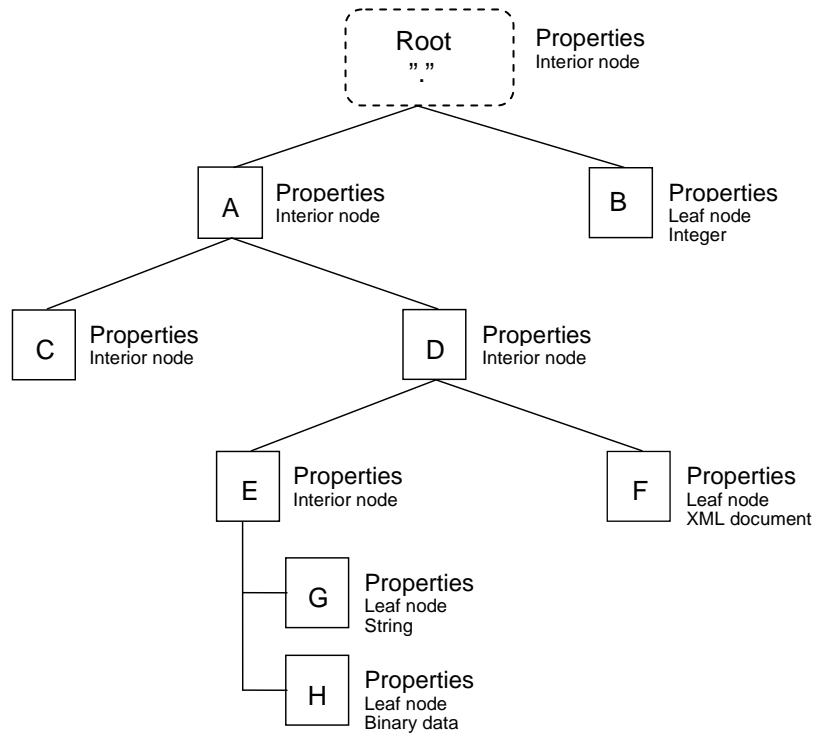 Root
"."
Properties
Interior node
A
Properties
Interior node
B
Properties
Leaf node
Integer
C
Properties
Interior node
D
Properties
Interior node
E
Properties
Interior node
F
Properties
Leaf node
XML document
G
Properties
Leaf node
String
H
Properties
Leaf node
Binary data